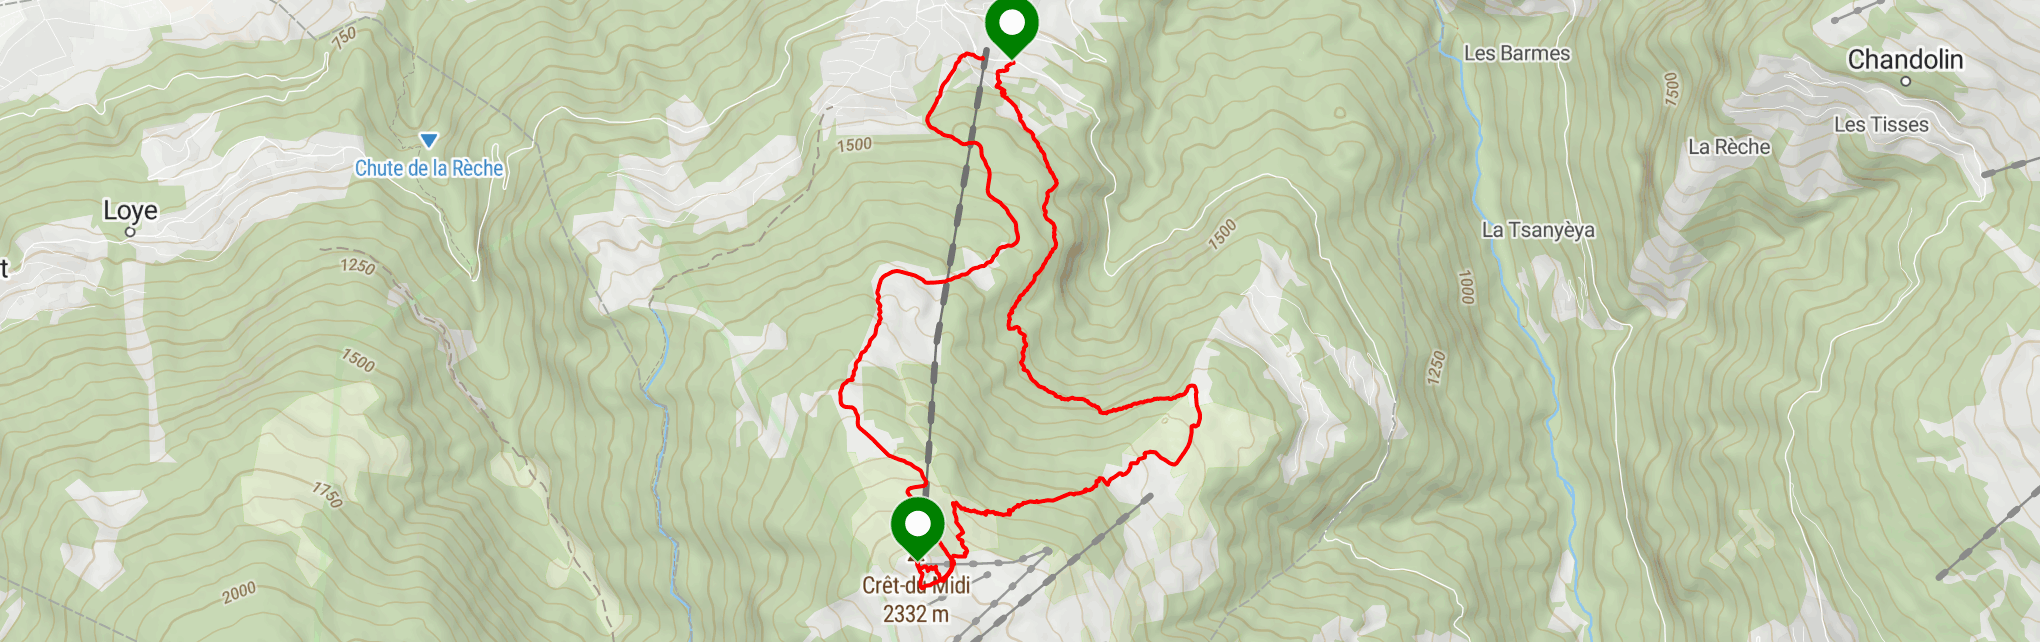 750
Les Barmes
Chandolin
1500
Les Tisses
1500
La Rèche
Chute de la Rèche
Loye
La Tsanyèya
1500
t
1250
1000
1500
1250
1750
2000
Crêt-du Midi
2332 m